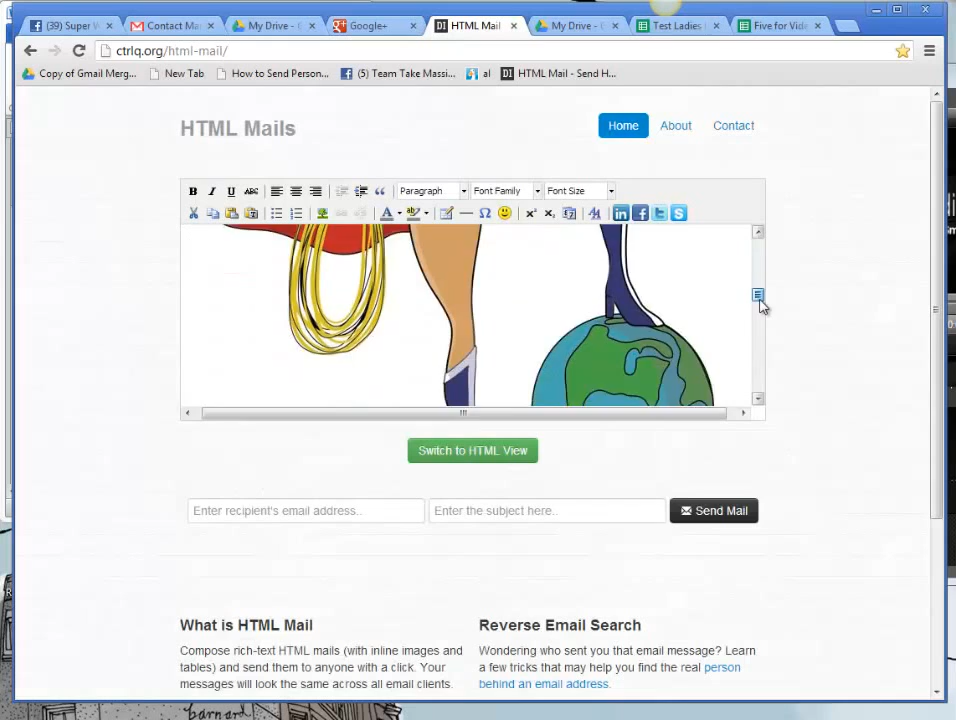 (39) Super W
Contact Ma
My Drive - G
Google+
HTML Mail
My Drive - G
Test Ladies
Five for Vide
ctrlq.org/html-mail/
Copy of Gmail Merg...
New Tab
How to Send Person...
(5) Team Take Massi...
al
HTML Mail - Send H...
HTML Mails
Home
About
Contact
B I U ABC
Paragraph
Font Family
Font Size
Switch to HTML View
Enter recipient's email address..
Enter the subject here..
Send Mail
What is HTML Mail
Compose rich-text HTML mails (with inline images and
tables) and send them to anyone with a click. Your
messages will look the same across all email clients.
Reverse Email Search
Wondering who sent you that email message? Learn
a few tricks that may help you find the real person
behind an email address.
barnard